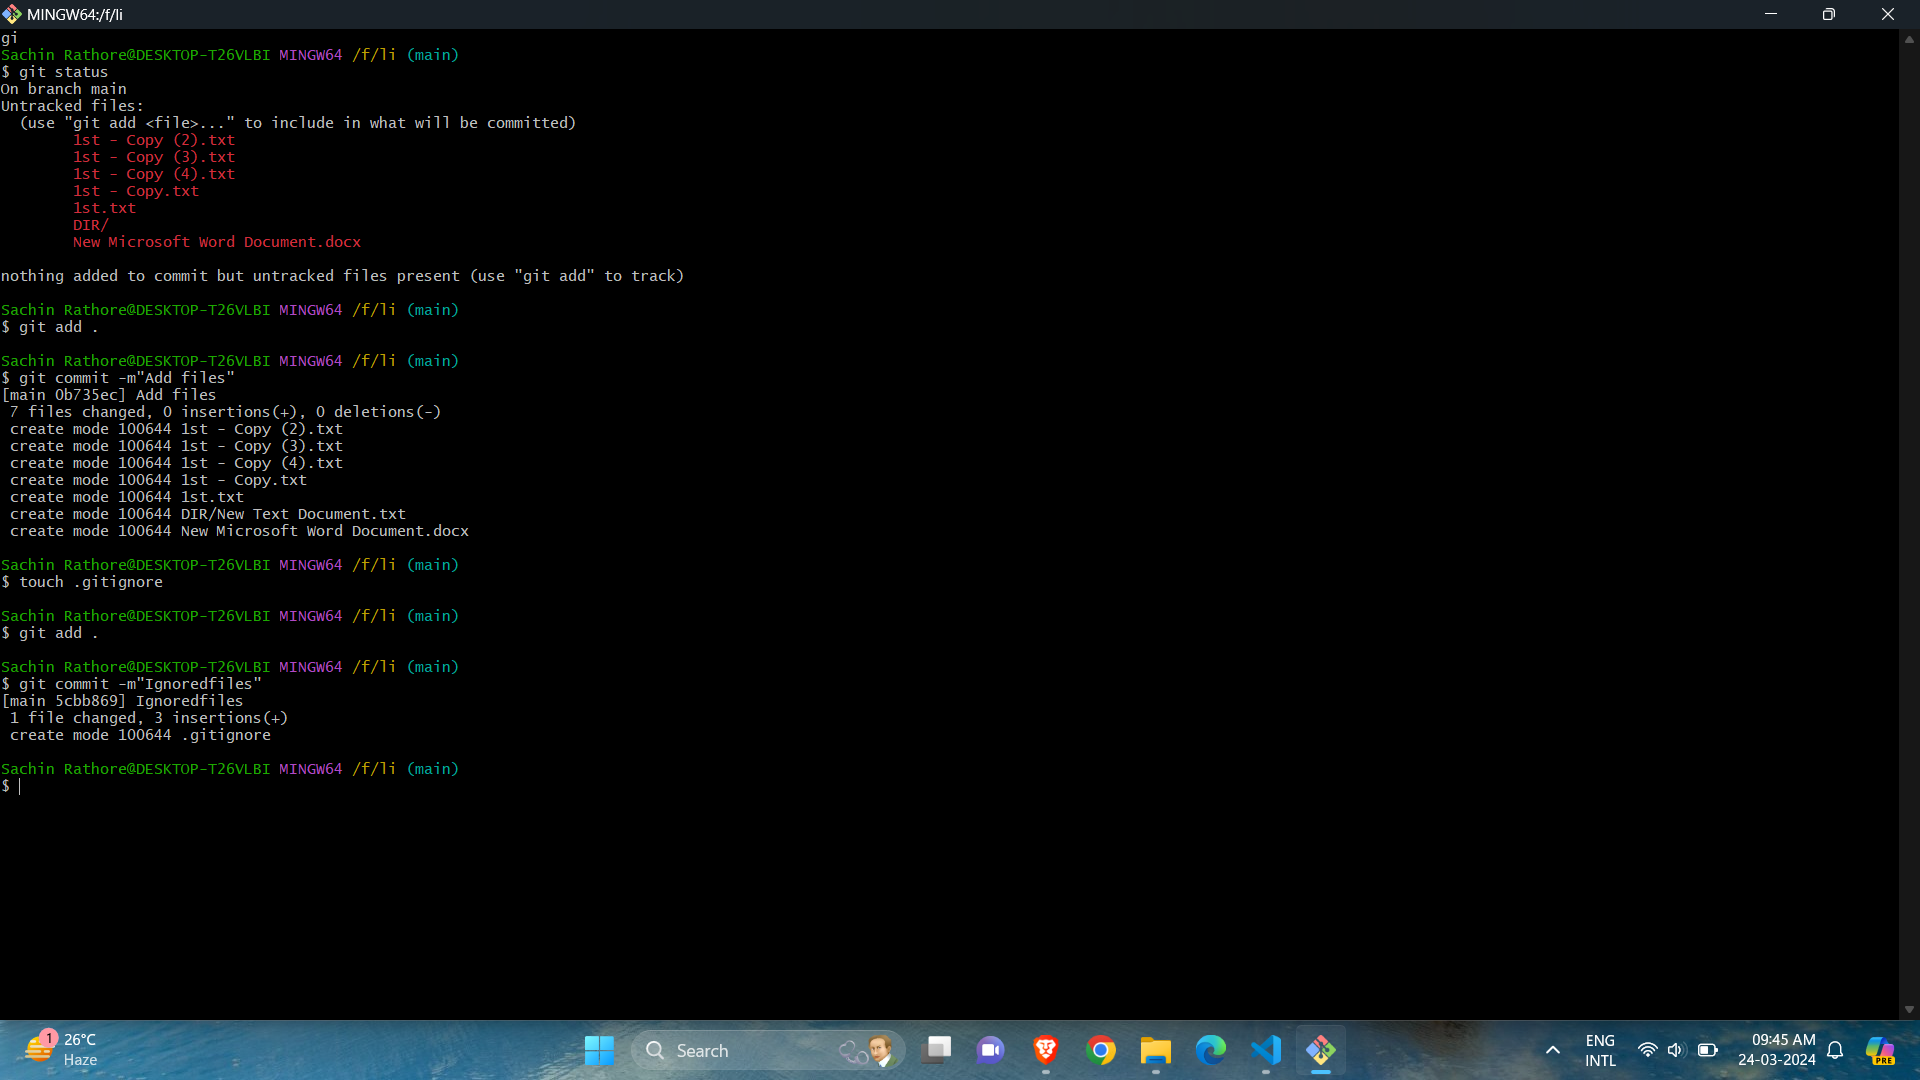 MINGW64:/f/li
gi
Sachin Rathore@DESKTOP-T26VLBI MINGW64 /f/li (main)
$ git status
On branch main
Untracked files:
  (use "git add <file>..." to include in what will be committed)
        1st - Copy (2).txt
        1st - Copy (3).txt
        1st - Copy (4).txt
        1st - Copy.txt
        1st.txt
        DIR/
        New Microsoft Word Document.docx

nothing added to commit but untracked files present (use "git add" to track)

Sachin Rathore@DESKTOP-T26VLBI MINGW64 /f/li (main)
$ git add .

Sachin Rathore@DESKTOP-T26VLBI MINGW64 /f/li (main)
$ git commit -m"Add files"
[main 0b735ec] Add files
 7 files changed, 0 insertions(+), 0 deletions(-)
 create mode 100644 1st - Copy (2).txt
 create mode 100644 1st - Copy (3).txt
 create mode 100644 1st - Copy (4).txt
 create mode 100644 1st - Copy.txt
 create mode 100644 1st.txt
 create mode 100644 DIR/New Text Document.txt
 create mode 100644 New Microsoft Word Document.docx

Sachin Rathore@DESKTOP-T26VLBI MINGW64 /f/li (main)
$ touch .gitignore

Sachin Rathore@DESKTOP-T26VLBI MINGW64 /f/li (main)
$ git add .

Sachin Rathore@DESKTOP-T26VLBI MINGW64 /f/li (main)
$ git commit -m"Ignoredfiles"
[main 5cbb869] Ignoredfiles
 1 file changed, 3 insertions(+)
 create mode 100644 .gitignore

Sachin Rathore@DESKTOP-T26VLBI MINGW64 /f/li (main)
$
1
26°C
Haze
Search
ENG
INTL
09:45 AM
24-03-2024
PRE